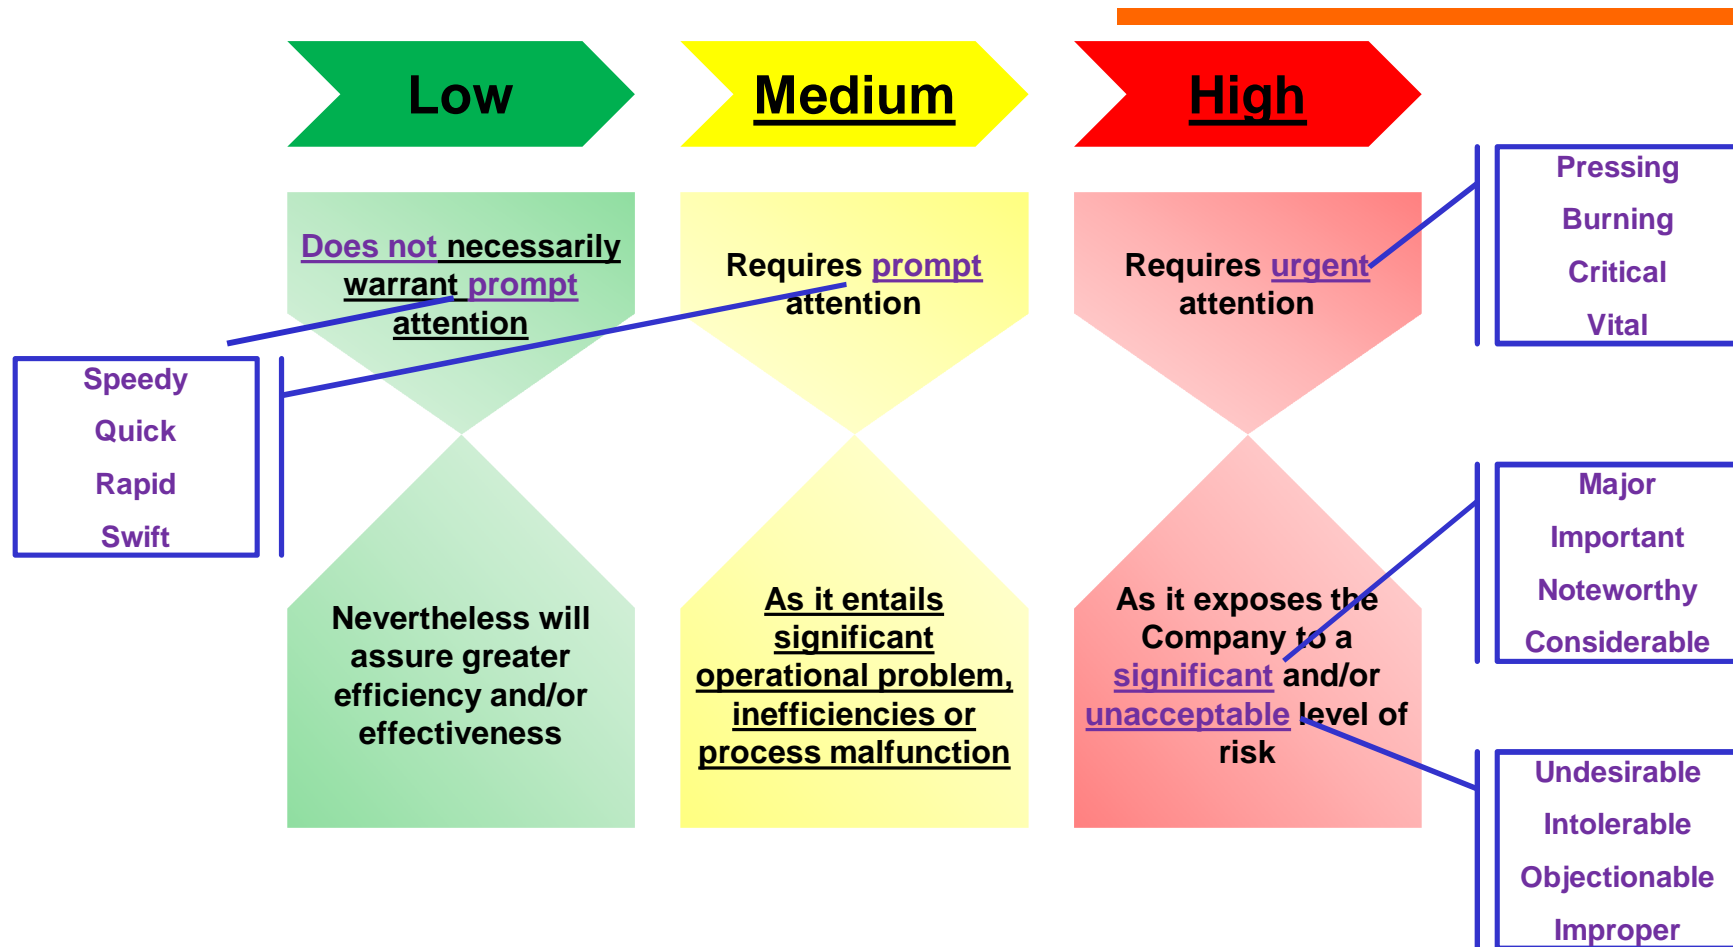 Low
Medium
High
Does not necessarily
warrant prompt
attention
Requires prompt
attention
Requires urgent
attention
Pressing
Burning
Critical
Vital
Speedy
Quick
Rapid
Swift
Nevertheless will
assure greater
efficiency and/or
effectiveness
As it entails
significant
operational problem,
inefficiencies or
process malfunction
As it exposes the
Company to a
significant and/or
unacceptable level of
risk
Major
Important
Noteworthy
Considerable
Undesirable
Intolerable
Objectionable
Improper